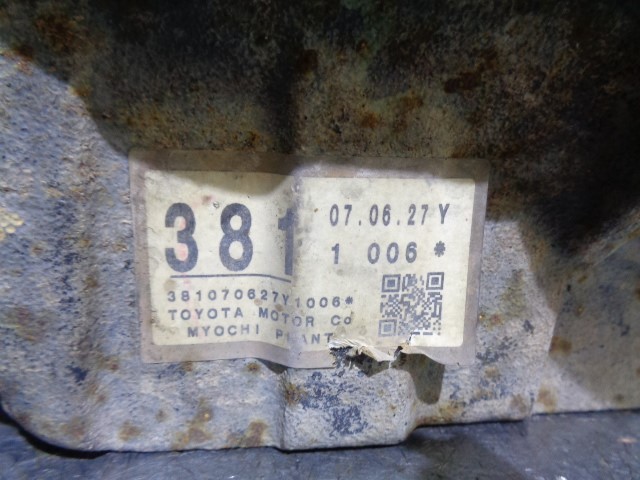 381 07.06.27 Y
1 006*
381070627Y1006*
TOYOTA MOTOR Co
MYOCHI PLANT